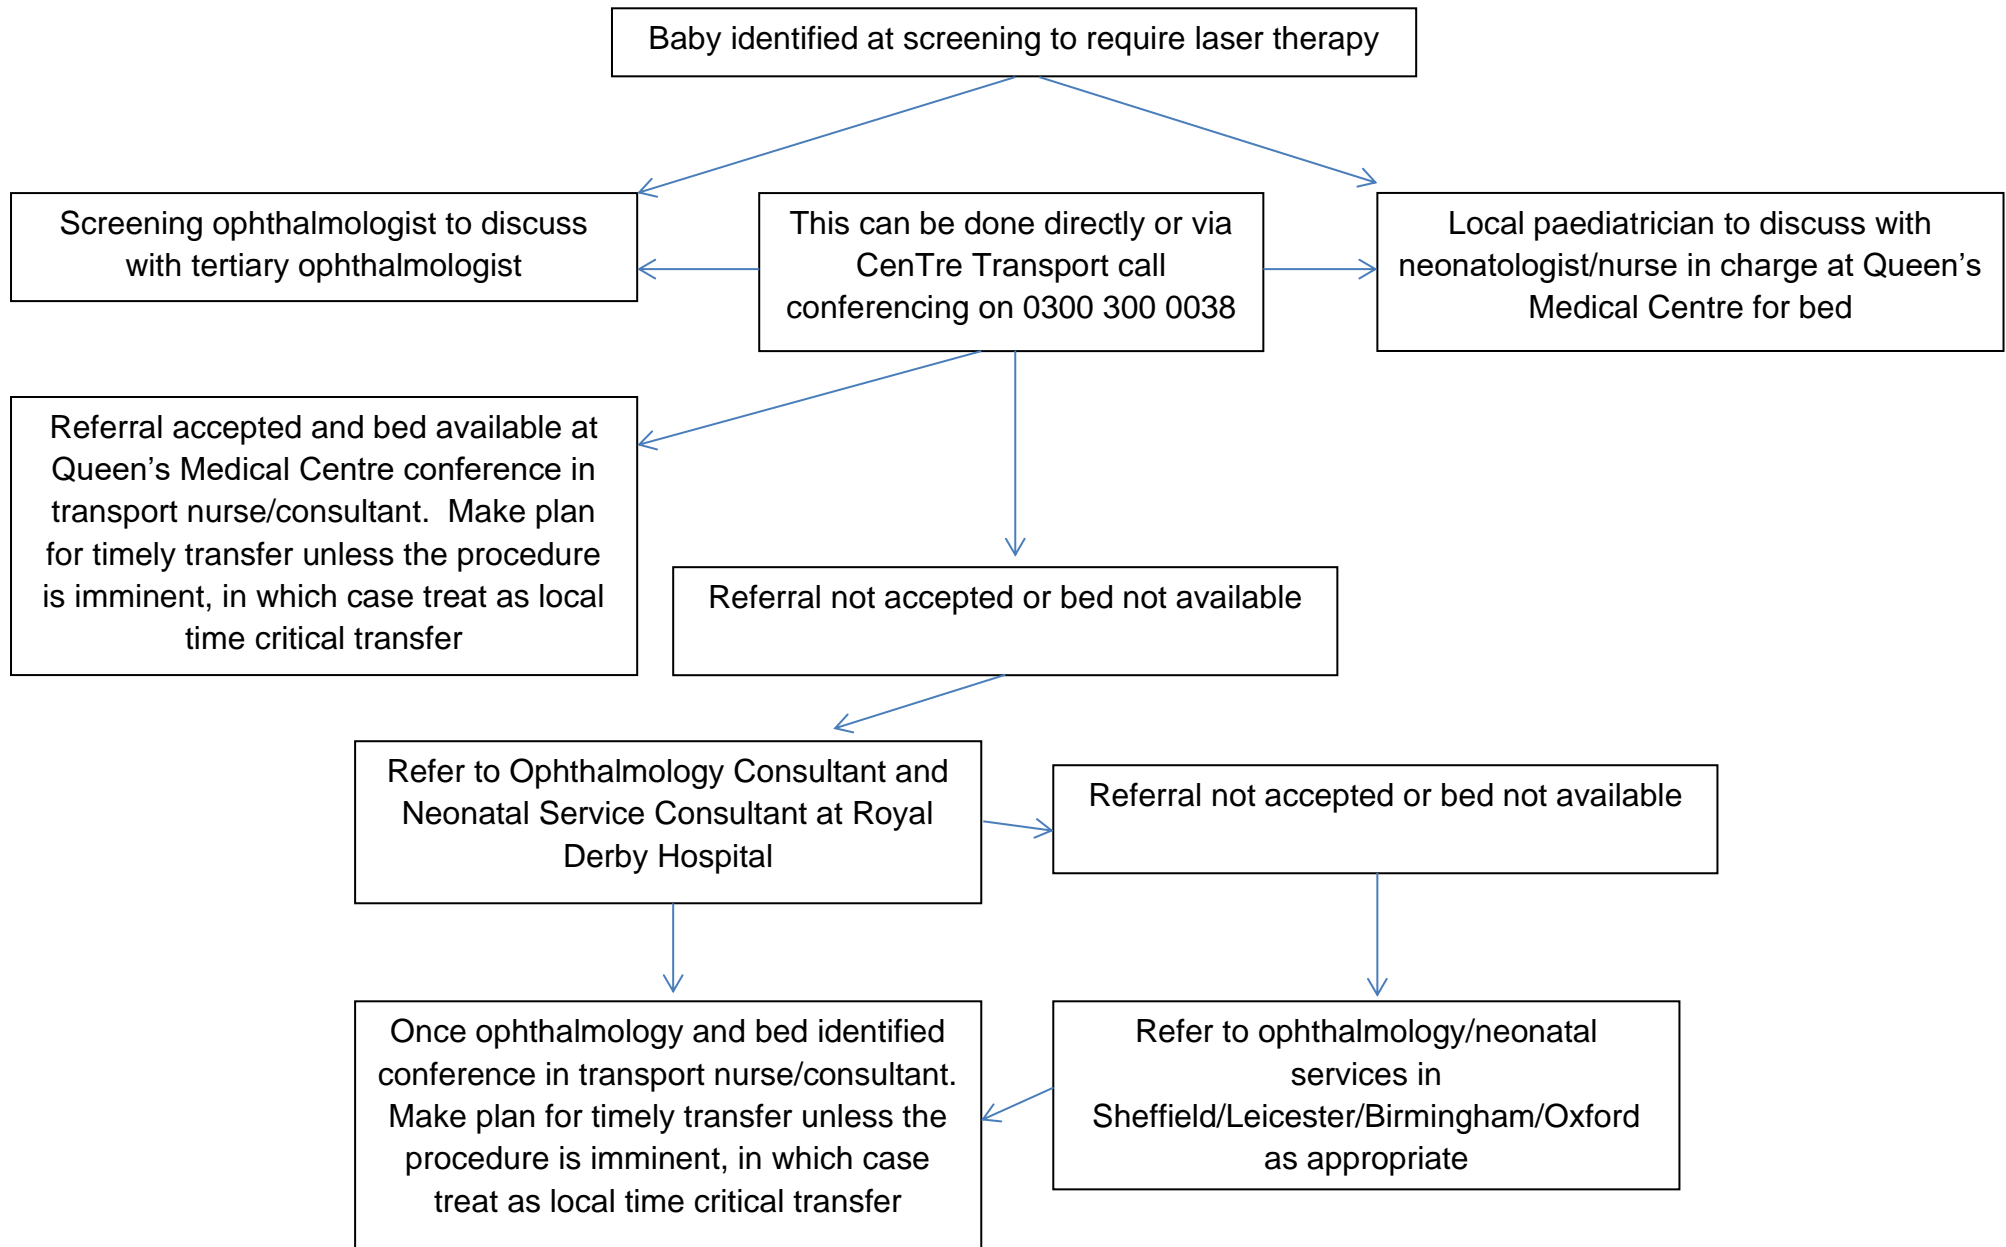 Baby identified at screening to require laser therapy
Screening ophthalmologist to discuss
with tertiary ophthalmologist
This can be done directly or via
CenTre Transport call
conferencing on 0300 300 0038
Local paediatrician to discuss with
neonatologist/nurse in charge at Queen’s
Medical Centre for bed
Referral accepted and bed available at
Queen’s Medical Centre conference in
transport nurse/consultant.  Make plan
for timely transfer unless the procedure
is imminent, in which case treat as local
time critical transfer
Referral not accepted or bed not available
Refer to Ophthalmology Consultant and
Neonatal Service Consultant at Royal
Derby Hospital
Referral not accepted or bed not available
Once ophthalmology and bed identified
conference in transport nurse/consultant.
Make plan for timely transfer unless the
procedure is imminent, in which case
treat as local time critical transfer
Refer to ophthalmology/neonatal
services in
Sheffield/Leicester/Birmingham/Oxford
as appropriate